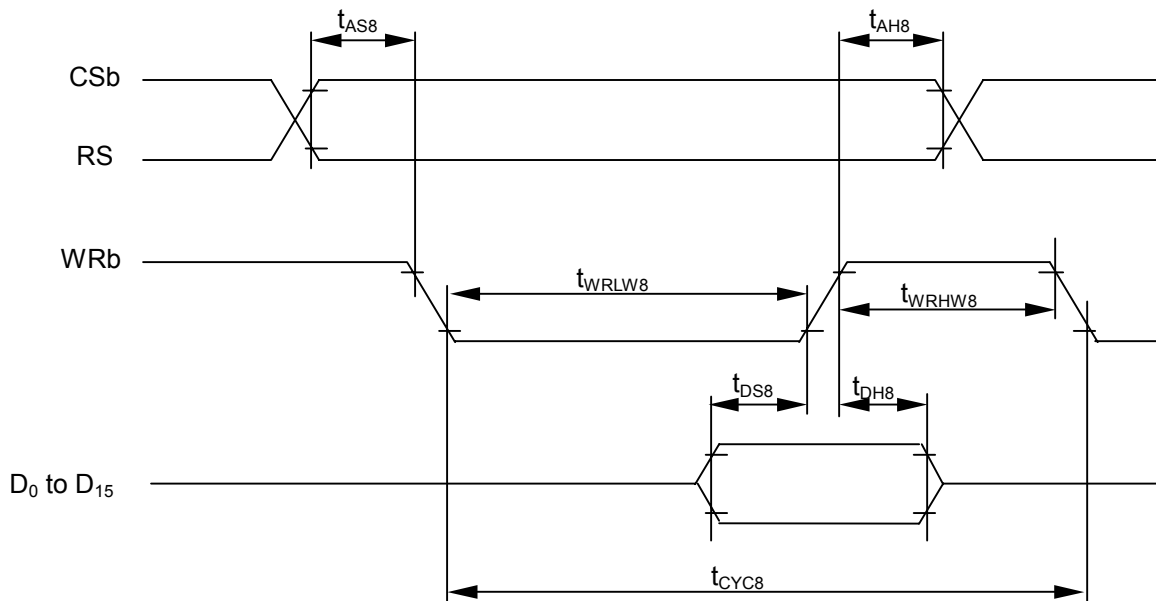 tAS8 tAH8
CSb
RS
WRb
tWRLW8
tWRHW8
tDS8 tDH8
D0 to D15
tCYC8